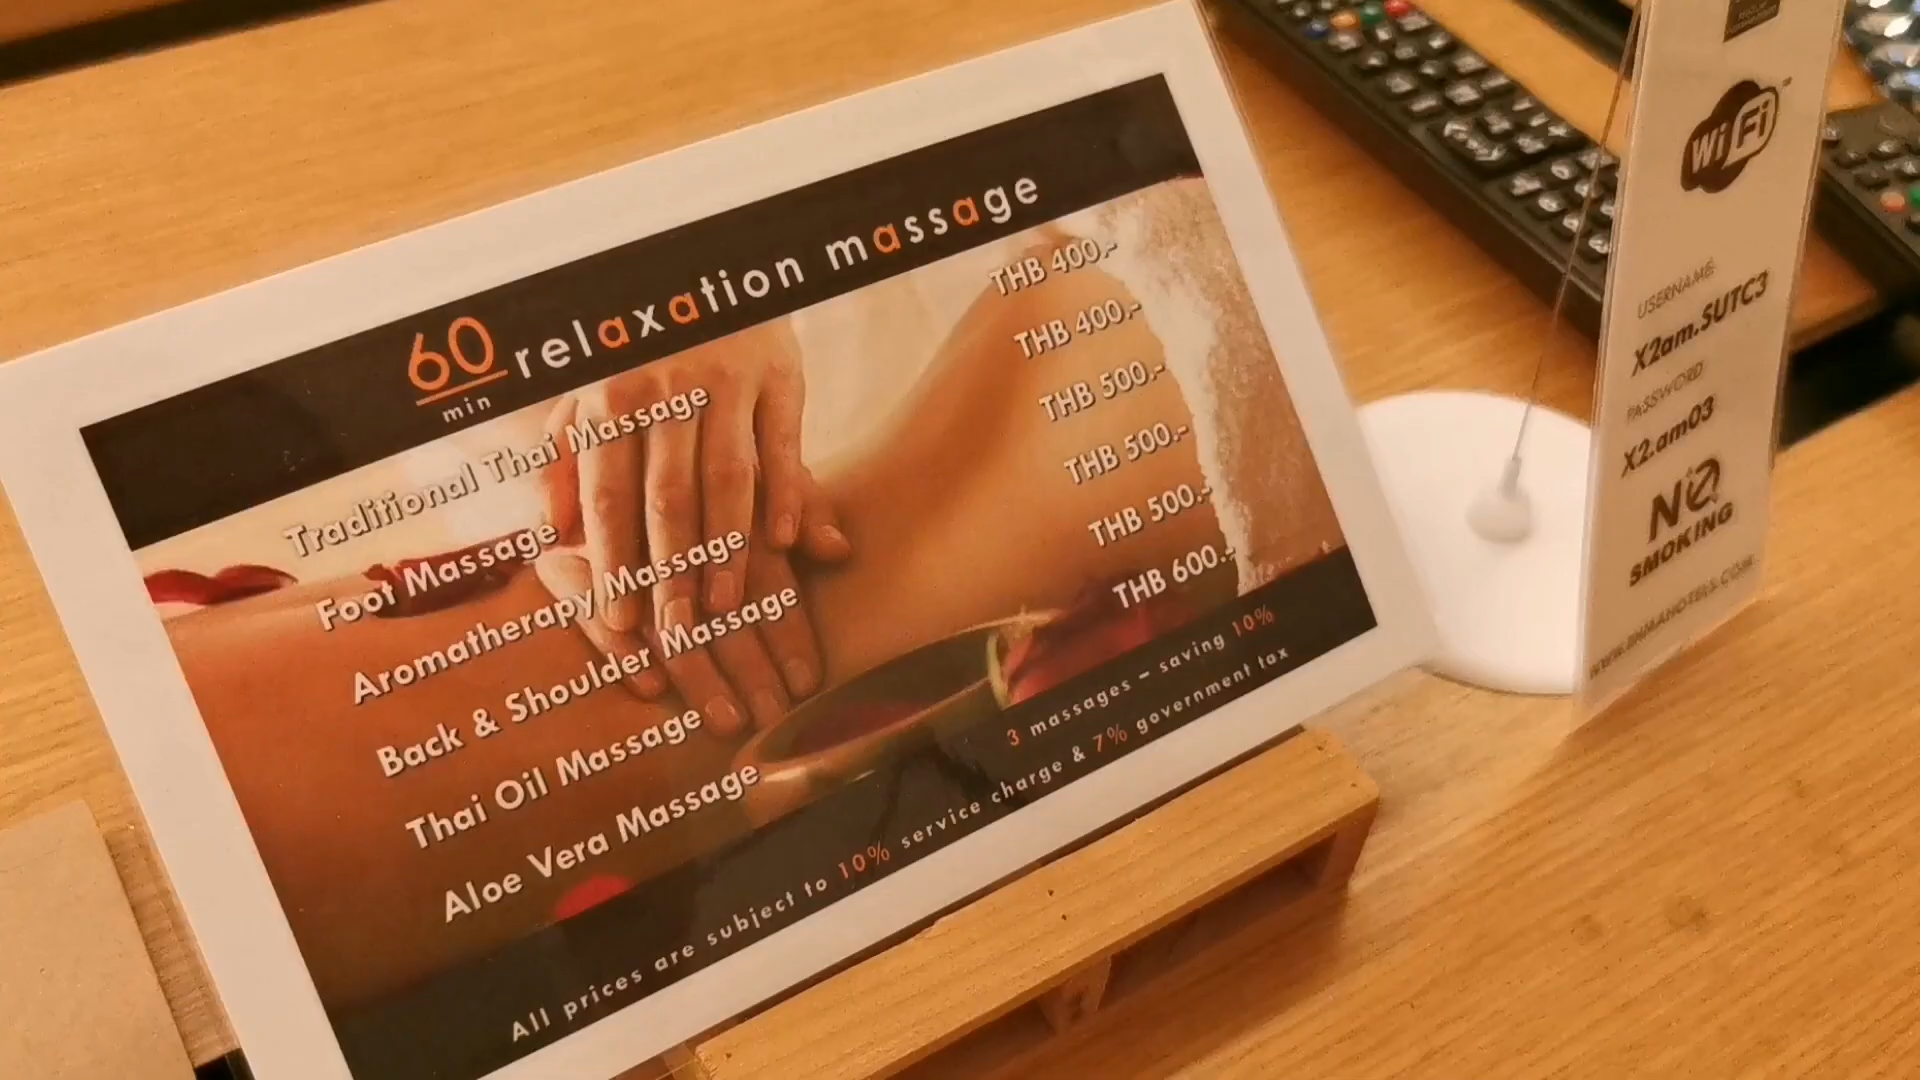 60 relaxation massage
min
Traditional Thai Massage THB 400.-
Foot Massage THB 400.-
Aromatherapy Massage THB 500.-
Back & Shoulder Massage THB 500.-
Thai Oil Massage THB 500.-
Aloe Vera Massage THB 600.-
3 massages – saving 10%
All prices are subject to 10% service charge & 7% government tax
WiFi
USERNAME
X2am.SUTC3
PASSWORD
X2.am03
NO
SMOKING